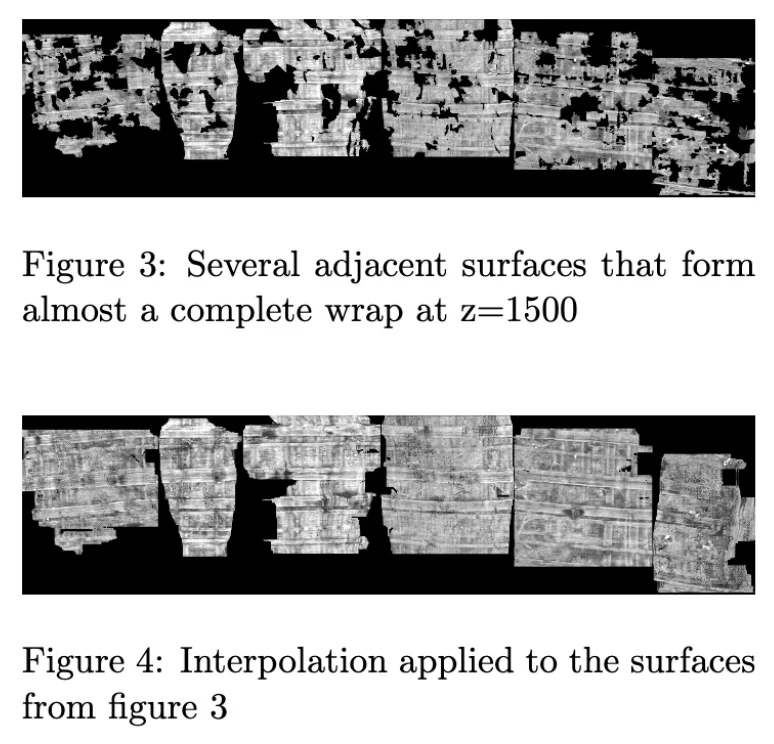 Figure 3: Several adjacent surfaces that form
almost a complete wrap at z=1500
Figure 4: Interpolation applied to the surfaces
from figure 3